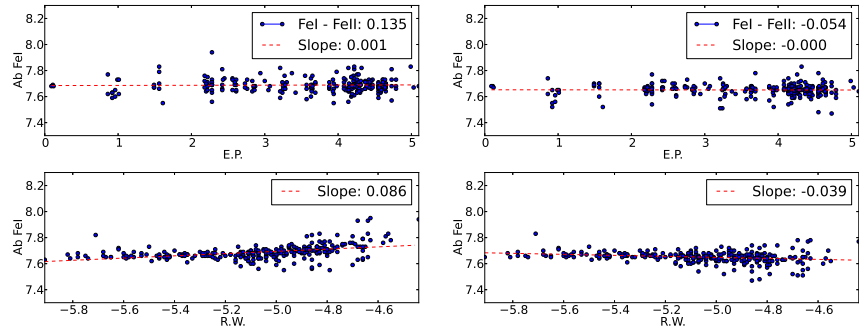 FeI - FeII: 0.135
Slope: 0.001
Ab FeI
8.2
8.0
7.8
7.6
7.4
0 1 2 3 4 5
E.P.
FeI - FeII: -0.054
Slope: -0.000
Ab FeI
8.2
8.0
7.8
7.6
7.4
0 1 2 3 4 5
E.P.
Slope: 0.086
Ab FeI
8.2
8.0
7.8
7.6
7.4
−5.8 −5.6 −5.4 −5.2 −5.0 −4.8 −4.6
R.W.
Slope: -0.039
Ab FeI
8.2
8.0
7.8
7.6
7.4
−5.8 −5.6 −5.4 −5.2 −5.0 −4.8 −4.6
R.W.